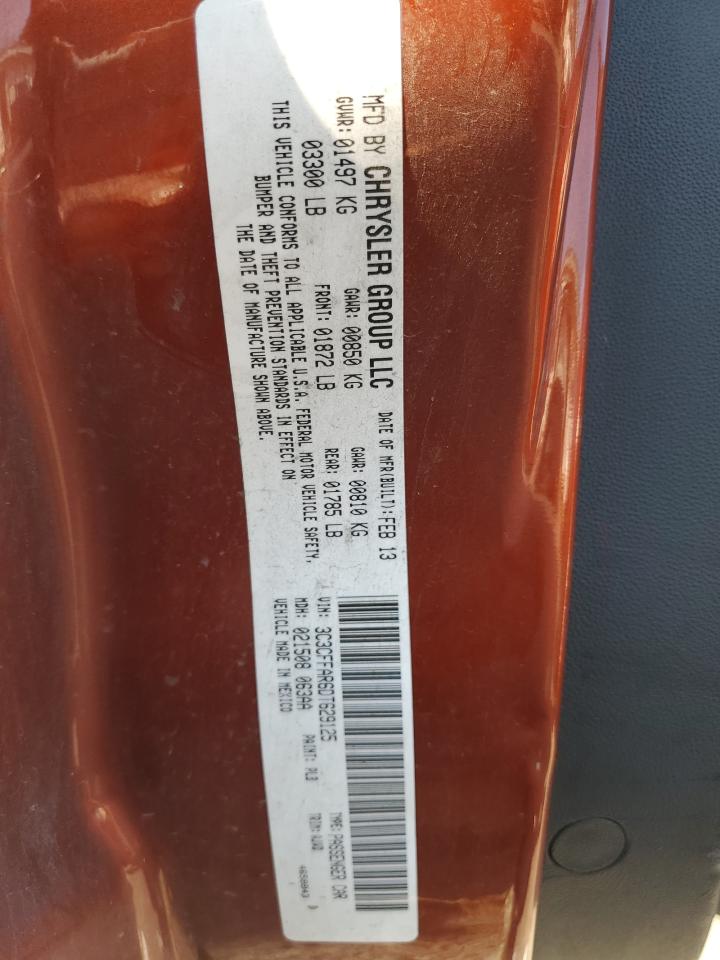 MFD BY CHRYSLER GROUP LLC DATE OF MFR(BUILT): FEB 13
GVWR: 01497 KG GAWR: 00850 KG GAWR: 00810 KG
03300 LB FRONT: 01872 LB REAR: 01785 LB
THIS VEHICLE CONFORMS TO ALL APPLICABLE U.S.A. FEDERAL MOTOR VEHICLE SAFETY,
BUMPER AND THEFT PREVENTION STANDARDS IN EFFECT ON
THE DATE OF MANUFACTURE SHOWN ABOVE.
VIN: 3C3CFFAR6DT629125 TYPE: PASSENGER CAR
MDH: 021508 063AA PAINT: TRIM:
VEHICLE MADE IN MEXICO